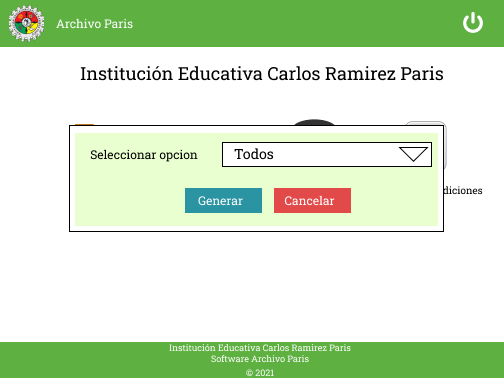 Archivo Paris
Institución Educativa Carlos Ramirez Paris
Seleccionar opcion
Todos
diciones
Generar
Cancelar
Institución Educativa Carlos Ramirez Paris
Software Archivo Paris
© 2021